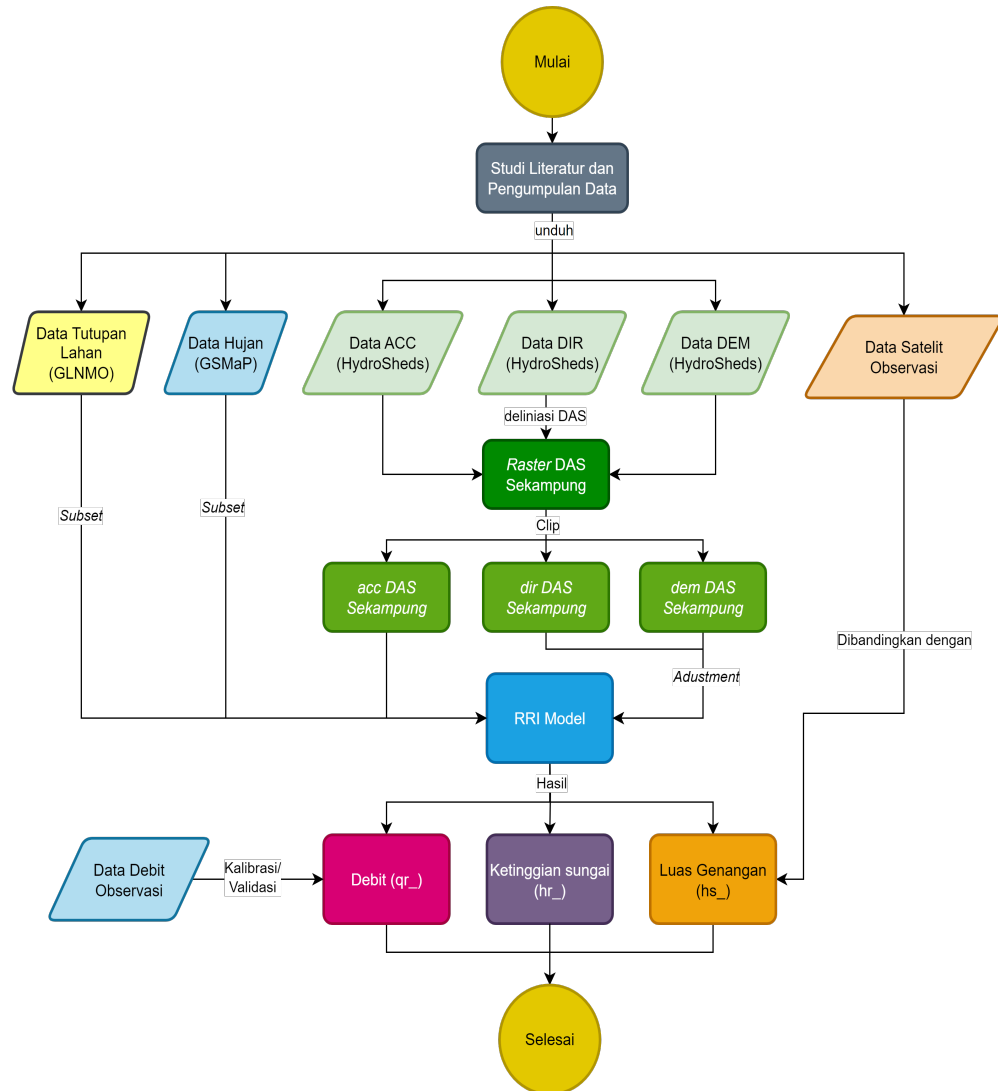 Mulai
Studi Literatur dan
Pengumpulan Data
unduh
Data Tutupan
Lahan
(GLNMO)
Data Hujan
(GSMaP)
Data ACC
(HydroSheds)
Data DIR
(HydroSheds)
Data DEM
(HydroSheds)
Data Satelit
Observasi
deliniasi DAS
Raster DAS
Sekampung
Subset
Subset
Clip
acc DAS
Sekampung
dir DAS
Sekampung
dem DAS
Sekampung
Dibandingkan dengan
Adustment
RRI Model
Hasil
Data Debit
Observasi
Kalibrasi/
Validasi
Debit (qr_)
Ketinggian sungai
(hr_)
Luas Genangan
(hs_)
Selesai